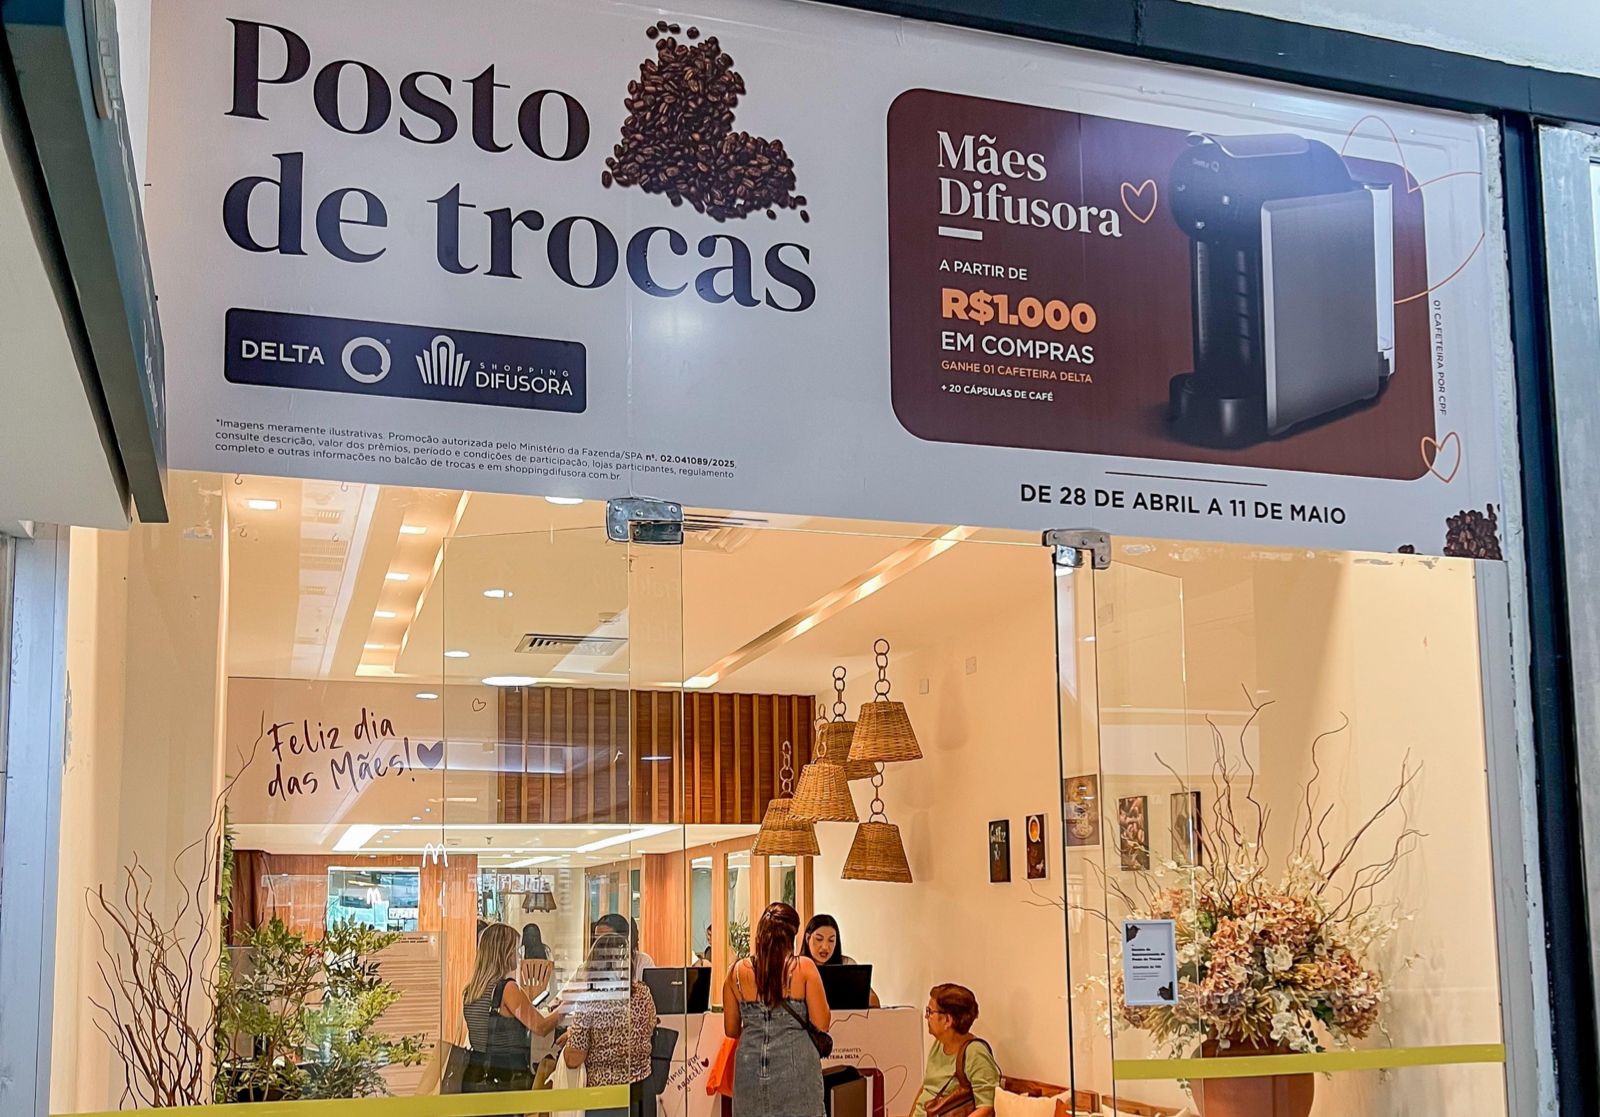 Posto
de trocas
DELTA Q
SHOPPING
DIFUSORA
*Imagens meramente ilustrativas. Promoção autorizada pelo Ministério da Fazenda/SPA nº. 02.041089/2025,
consulte descrição, valor dos prêmios, período e condições de participação, lojas participantes, regulamento
completo e outras informações no balcão de trocas e em shoppingdifusora.com.br.
Mães
Difusora
A PARTIR DE
R$1.000
EM COMPRAS
GANHE 01 CAFETEIRA DELTA
+ 20 CÁPSULAS DE CAFÉ
01 CAFETEIRA POR CPF
DE 28 DE ABRIL A 11 DE MAIO
Feliz dia
das Mães!